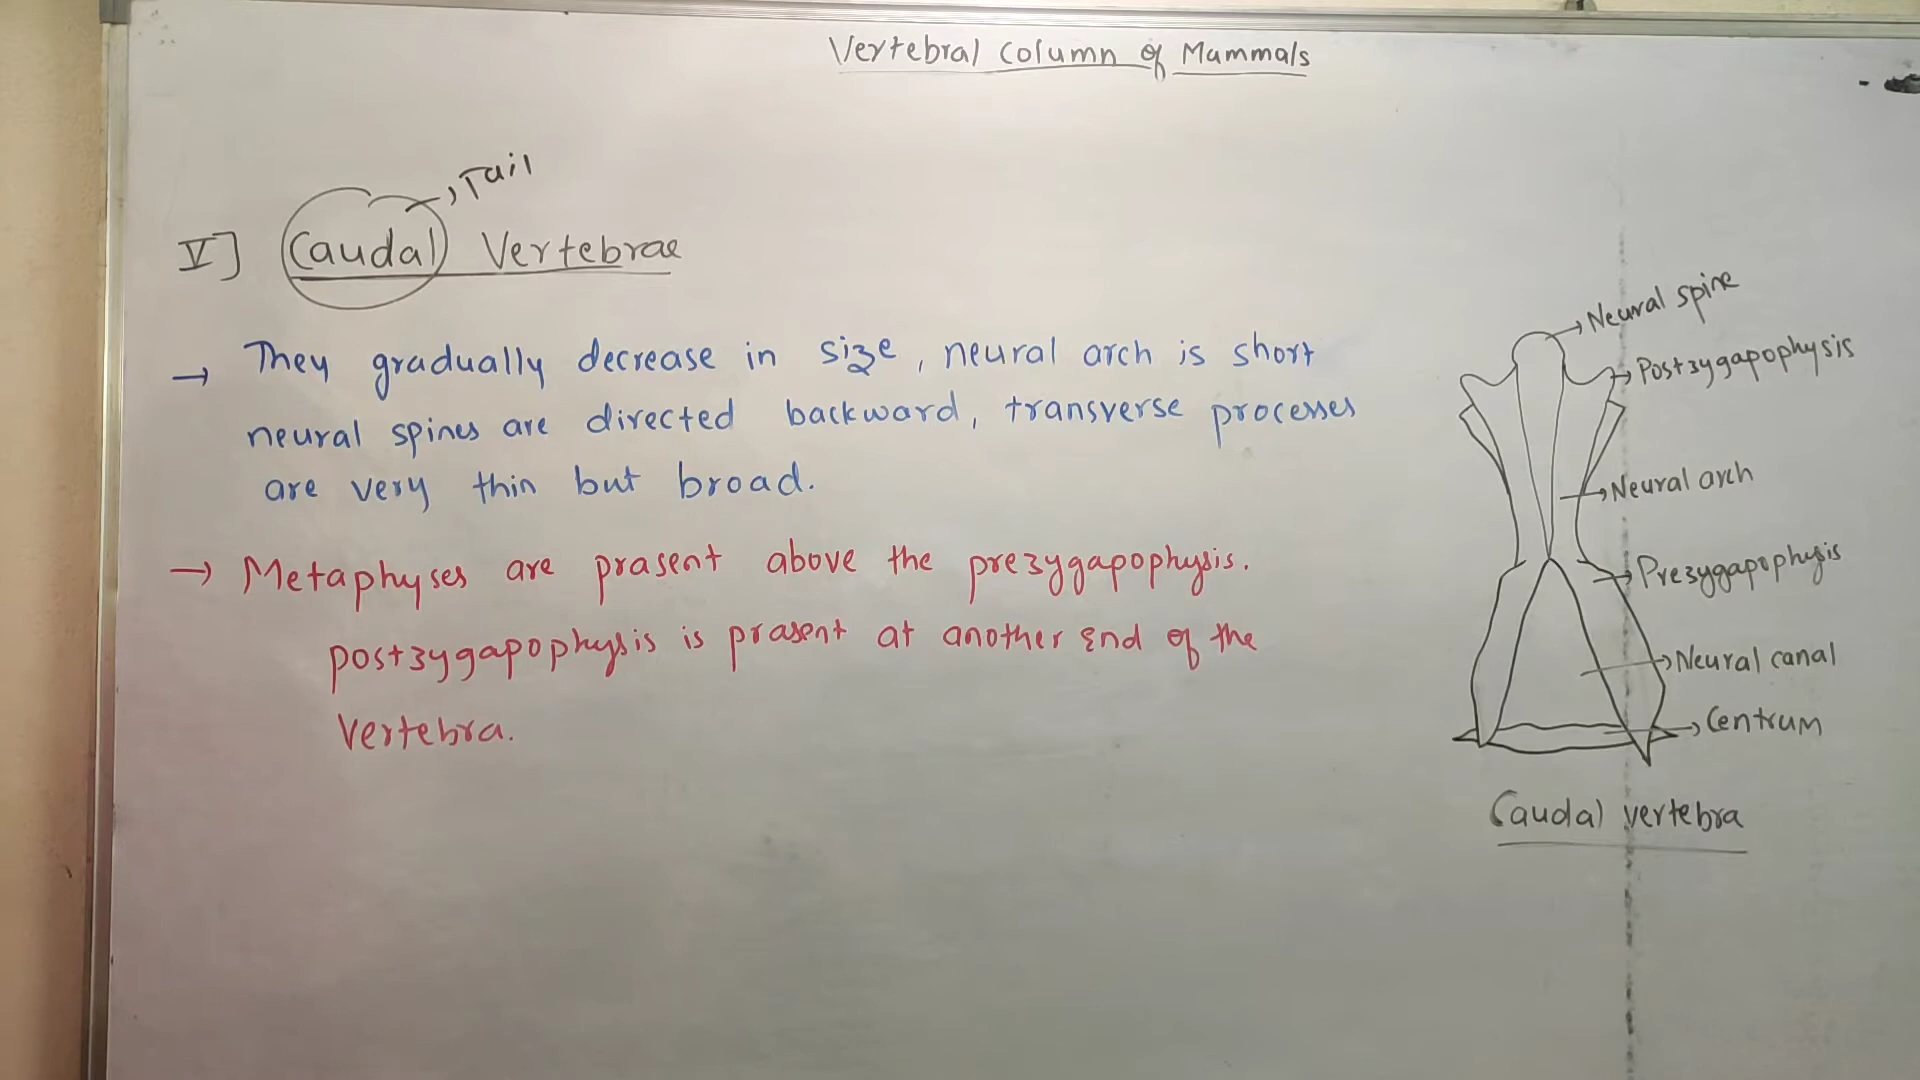 Vertebral Column of Mammals
Tail
V] Caudal Vertebrae
→ They gradually decrease in size, neural arch is short
neural spines are directed backward, transverse processes
are very thin but broad.
→ Metaphyses are prasent above the prezygapophysis.
postzygapophysis is prasent at another End of the
Vertebra.
Neural spine
Postzygapophysis
Neural arch
Prezygapophysis
Neural canal
Centrum
Caudal vertebra